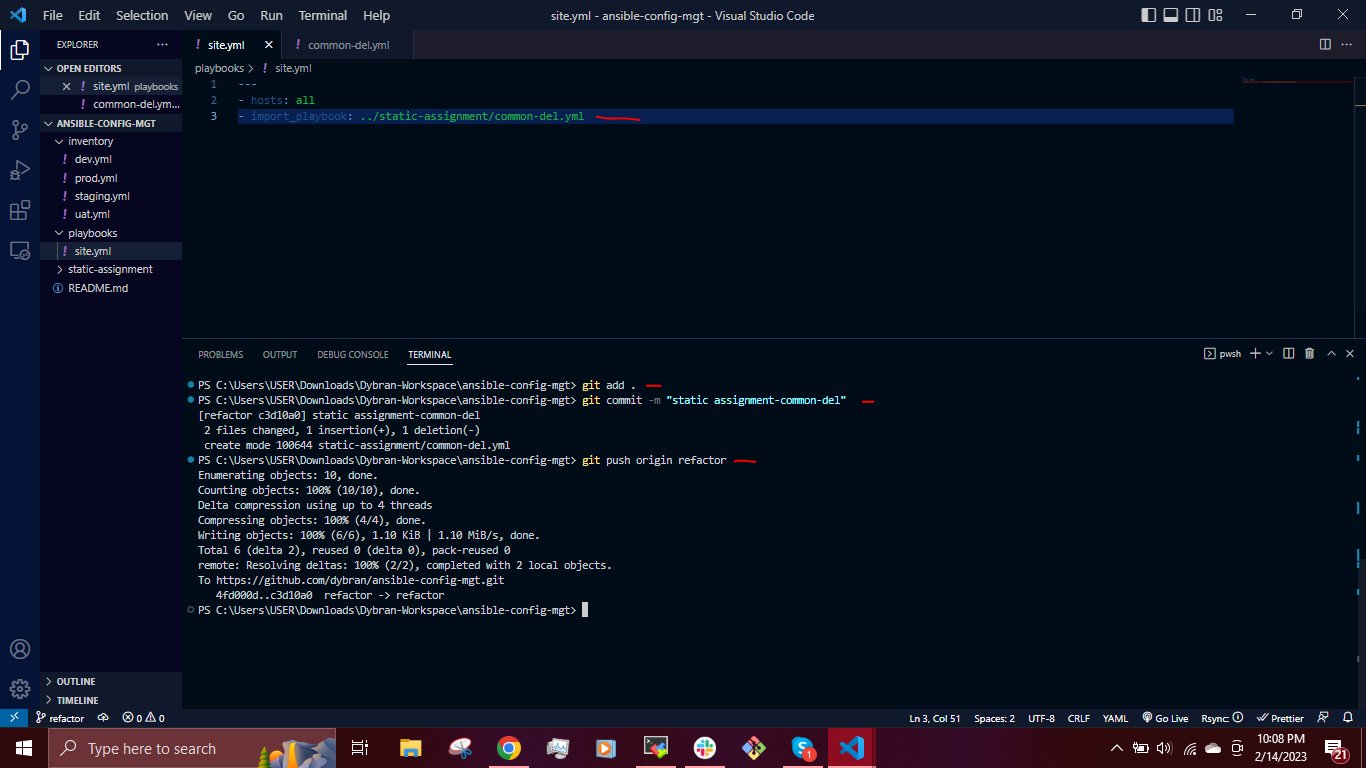 File Edit Selection View Go Run Terminal Help
site.yml - ansible-config-mgt - Visual Studio Code
EXPLORER
OPEN EDITORS
site.yml playbooks
common-del.ym...
ANSIBLE-CONFIG-MGT
inventory
dev.yml
prod.yml
staging.yml
uat.yml
playbooks
site.yml
static-assignment
README.md
OUTLINE
TIMELINE
site.yml
common-del.yml
playbooks > site.yml
1 ---
2 - hosts: all
3 - import_playbook: ../static-assignment/common-del.yml
PROBLEMS OUTPUT DEBUG CONSOLE TERMINAL
pwsh
PS C:\Users\USER\Downloads\Dybran-Workspace\ansible-config-mgt> git add .
PS C:\Users\USER\Downloads\Dybran-Workspace\ansible-config-mgt> git commit -m "static assignment-common-del"
[refactor c3d10a0] static assignment-common-del
2 files changed, 1 insertion(+), 1 deletion(-)
create mode 100644 static-assignment/common-del.yml
PS C:\Users\USER\Downloads\Dybran-Workspace\ansible-config-mgt> git push origin refactor
Enumerating objects: 10, done.
Counting objects: 100% (10/10), done.
Delta compression using up to 4 threads
Compressing objects: 100% (4/4), done.
Writing objects: 100% (6/6), 1.10 KiB | 1.10 MiB/s, done.
Total 6 (delta 2), reused 0 (delta 0), pack-reused 0
remote: Resolving deltas: 100% (2/2), completed with 2 local objects.
To https://github.com/dybran/ansible-config-mgt.git
4fd000d..c3d10a0 refactor -> refactor
PS C:\Users\USER\Downloads\Dybran-Workspace\ansible-config-mgt>
refactor 0 0
Ln 3, Col 51 Spaces: 2 UTF-8 CRLF YAML Go Live Rsync: Prettier
Type here to search
1
10:08 PM
2/14/2023
21